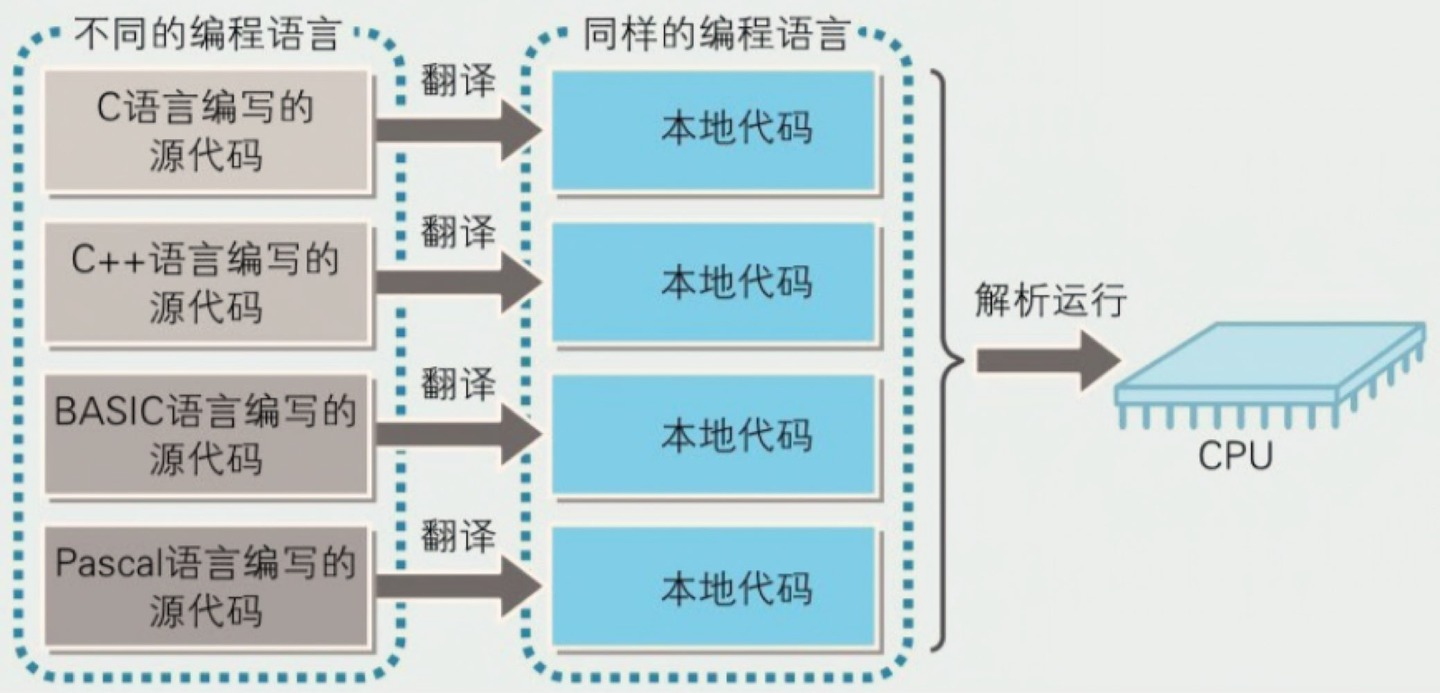 不同的编程语言
同样的编程语言
C语言编写的
源代码
翻译
本地代码
C++语言编写的
源代码
翻译
本地代码
BASIC语言编写的
源代码
翻译
本地代码
Pascal语言编写的
源代码
翻译
本地代码
解析运行
CPU